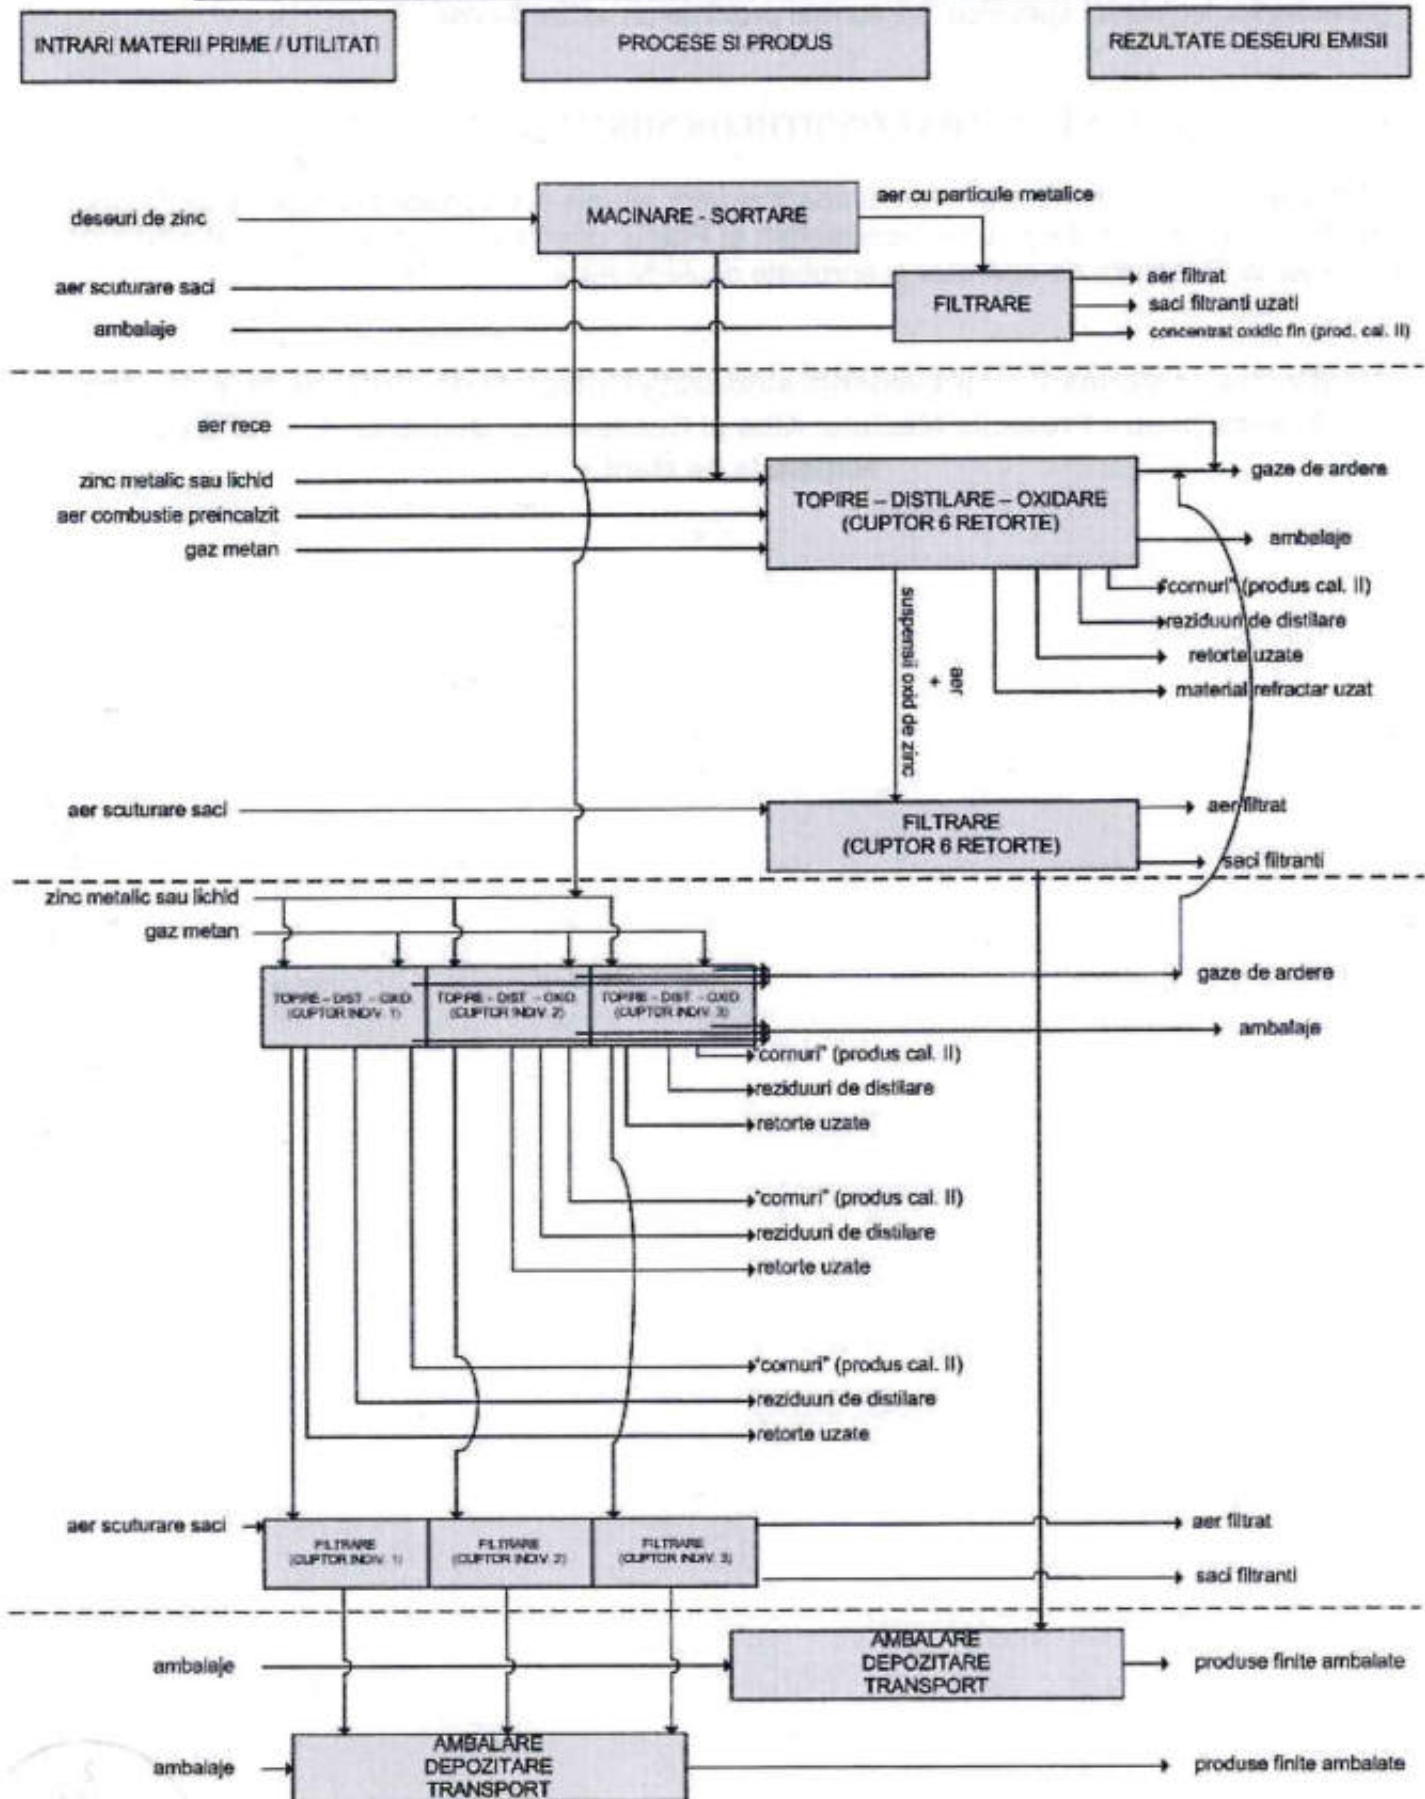 INTRARI MATERII PRIME / UTILITATI
PROCESE SI PRODUS
REZULTATE DESEURI EMISII
deseuri de zinc
MACINARE - SORTARE
aer cu particule metalice
aer scuturare saci
ambalaje
FILTRARE
aer filtrat
saci filtranti uzati
concentrat oxidic fin (prod. cal. II)
aer rece
zinc metalic sau lichid
aer combustie preincalzit
gaz metan
TOPIRE – DISTILARE – OXIDARE
(CUPTOR 6 RETORTE)
gaze de ardere
ambalaje
"cornuri" (produs cal. II)
reziduuri de distilare
retorte uzate
material refractar uzat
aer
+
suspensii oxid de zinc
aer scuturare saci
FILTRARE
(CUPTOR 6 RETORTE)
aer filtrat
saci filtranti
zinc metalic sau lichid
gaz metan
TOPIRE - DIST. - OXID.
(CUPTOR INDIV. 1)
TOPIRE - DIST. - OXID.
(CUPTOR INDIV. 2)
TOPIRE - DIST. - OXID.
(CUPTOR INDIV. 3)
gaze de ardere
ambalaje
"cornuri" (produs cal. II)
reziduuri de distilare
retorte uzate
"cornuri" (produs cal. II)
reziduuri de distilare
retorte uzate
"cornuri" (produs cal. II)
reziduuri de distilare
retorte uzate
aer scuturare saci
FILTRARE
(CUPTOR INDIV. 1)
FILTRARE
(CUPTOR INDIV. 2)
FILTRARE
(CUPTOR INDIV. 3)
aer filtrat
saci filtranti
ambalaje
AMBALARE
DEPOZITARE
TRANSPORT
produse finite ambalate
ambalaje
AMBALARE
DEPOZITARE
TRANSPORT
produse finite ambalate